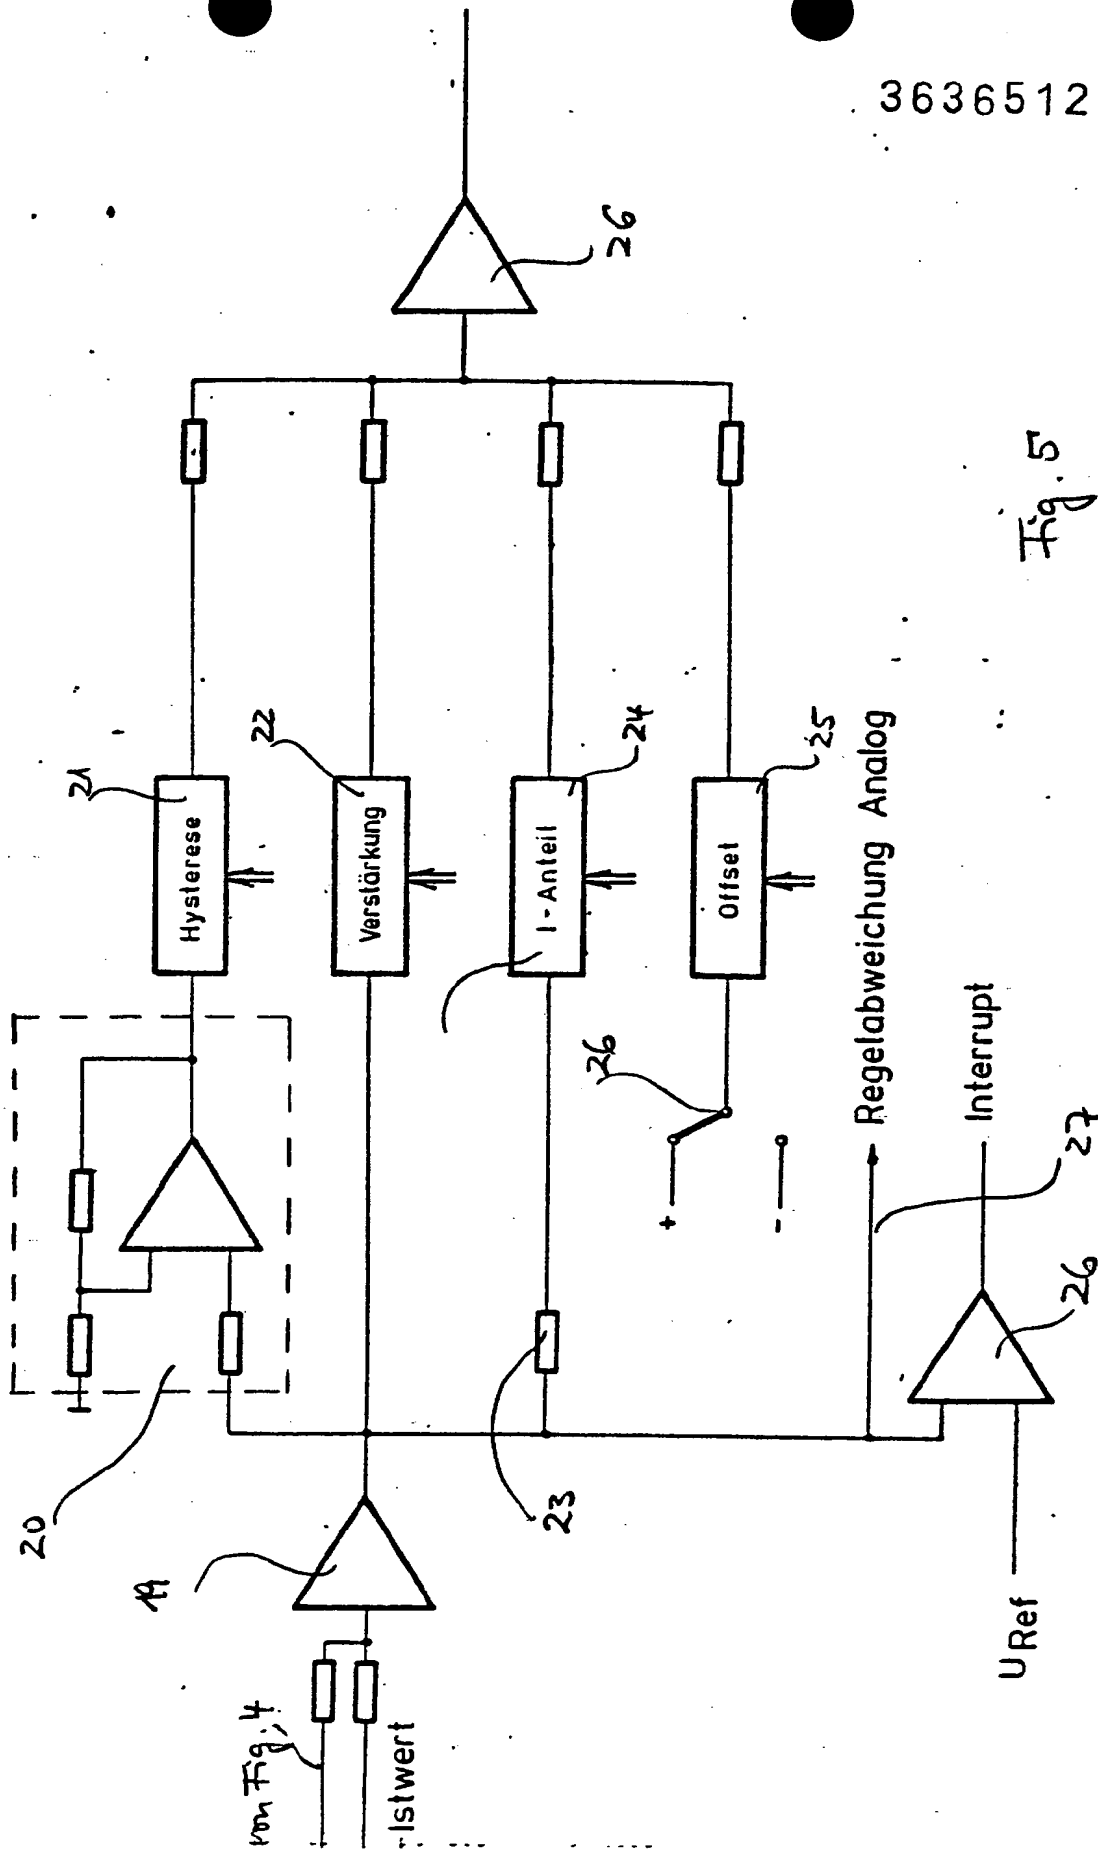 3636512
26
21
Hysterese
22
Verstärkung
24
I-Anteil
25
Offset
20
26
+
-
Regelabweichung Analog
27
Interrupt
26
23
19
von Fig. 4
-Istwert
URef
Fig. 5